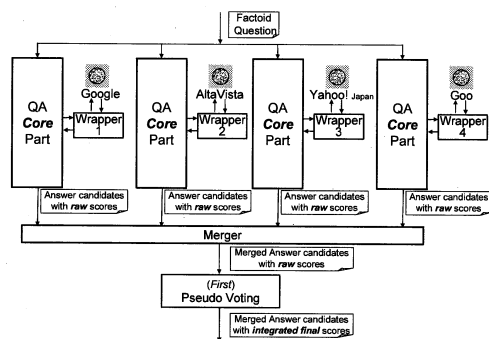 Factoid
Question
Google
AltaVista
Yahoo! Japan
Goo
QA
Core
Part
Wrapper
1
QA
Core
Part
Wrapper
2
QA
Core
Part
Wrapper
3
QA
Core
Part
Wrapper
4
Answer candidates
with raw scores
Answer candidates
with raw scores
Answer candidates
with raw scores
Answer candidates
with raw scores
Merger
Merged Answer candidates
with raw scores
(First)
Pseudo Voting
Merged Answer candidates
with integrated final scores